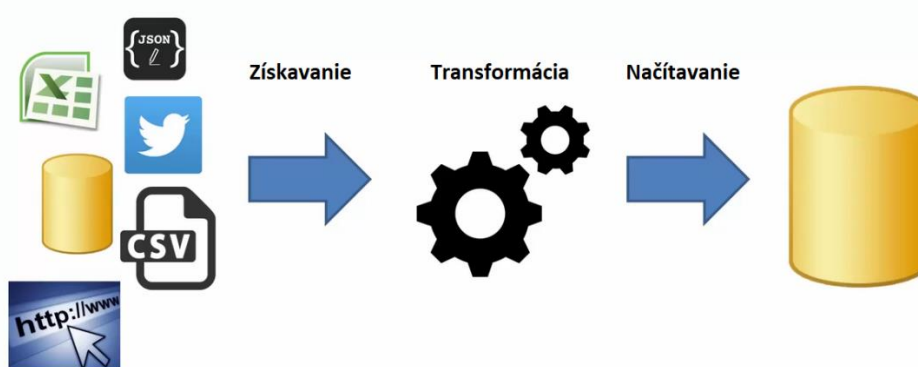 {JSON}
Získavanie
Transformácia
Načítavanie
CSV
http://www